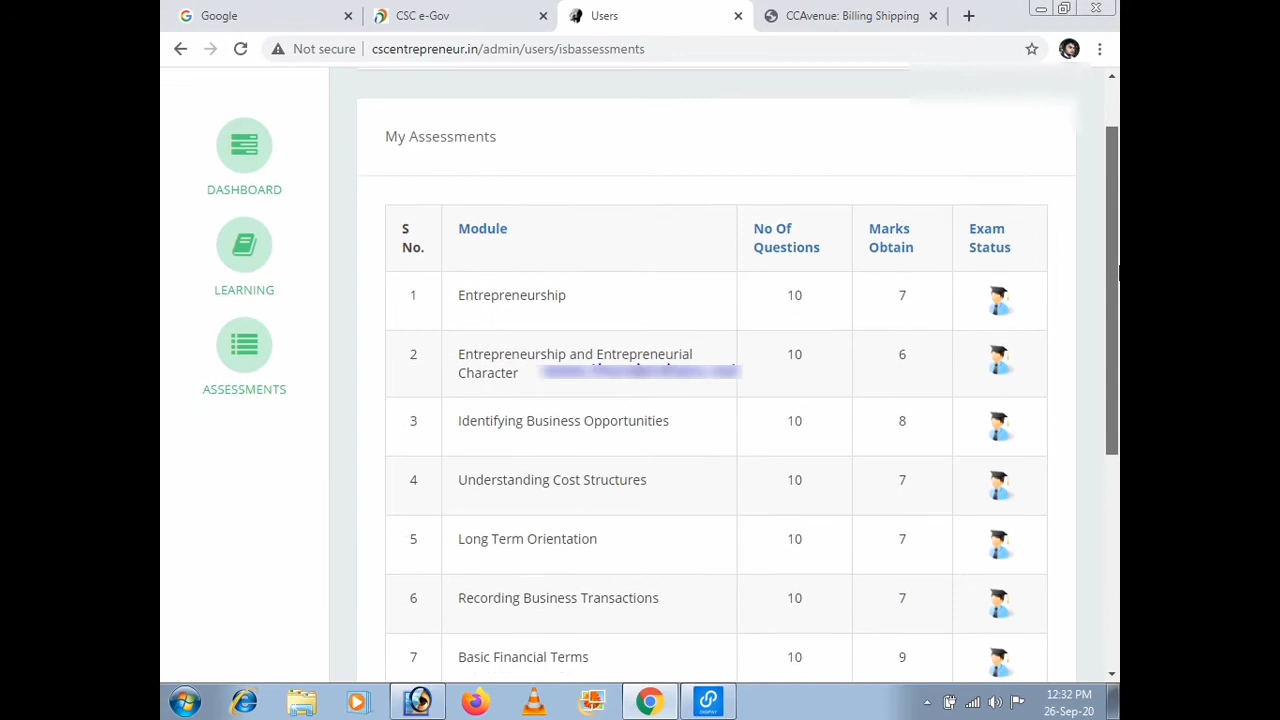 Google
CSC e-Gov
Users
CCAvenue: Billing Shipping
Not secure
cscentrepreneur.in/admin/users/isbassessments
DASHBOARD
LEARNING
ASSESSMENTS
My Assessments
S No. Module No Of Questions Marks Obtain Exam Status
1 Entrepreneurship 10 7
2 Entrepreneurship and Entrepreneurial 10 6
Character
3 Identifying Business Opportunities 10 8
4 Understanding Cost Structures 10 7
5 Long Term Orientation 10 7
6 Recording Business Transactions 10 7
7 Basic Financial Terms 10 9
12:32 PM
26-Sep-20